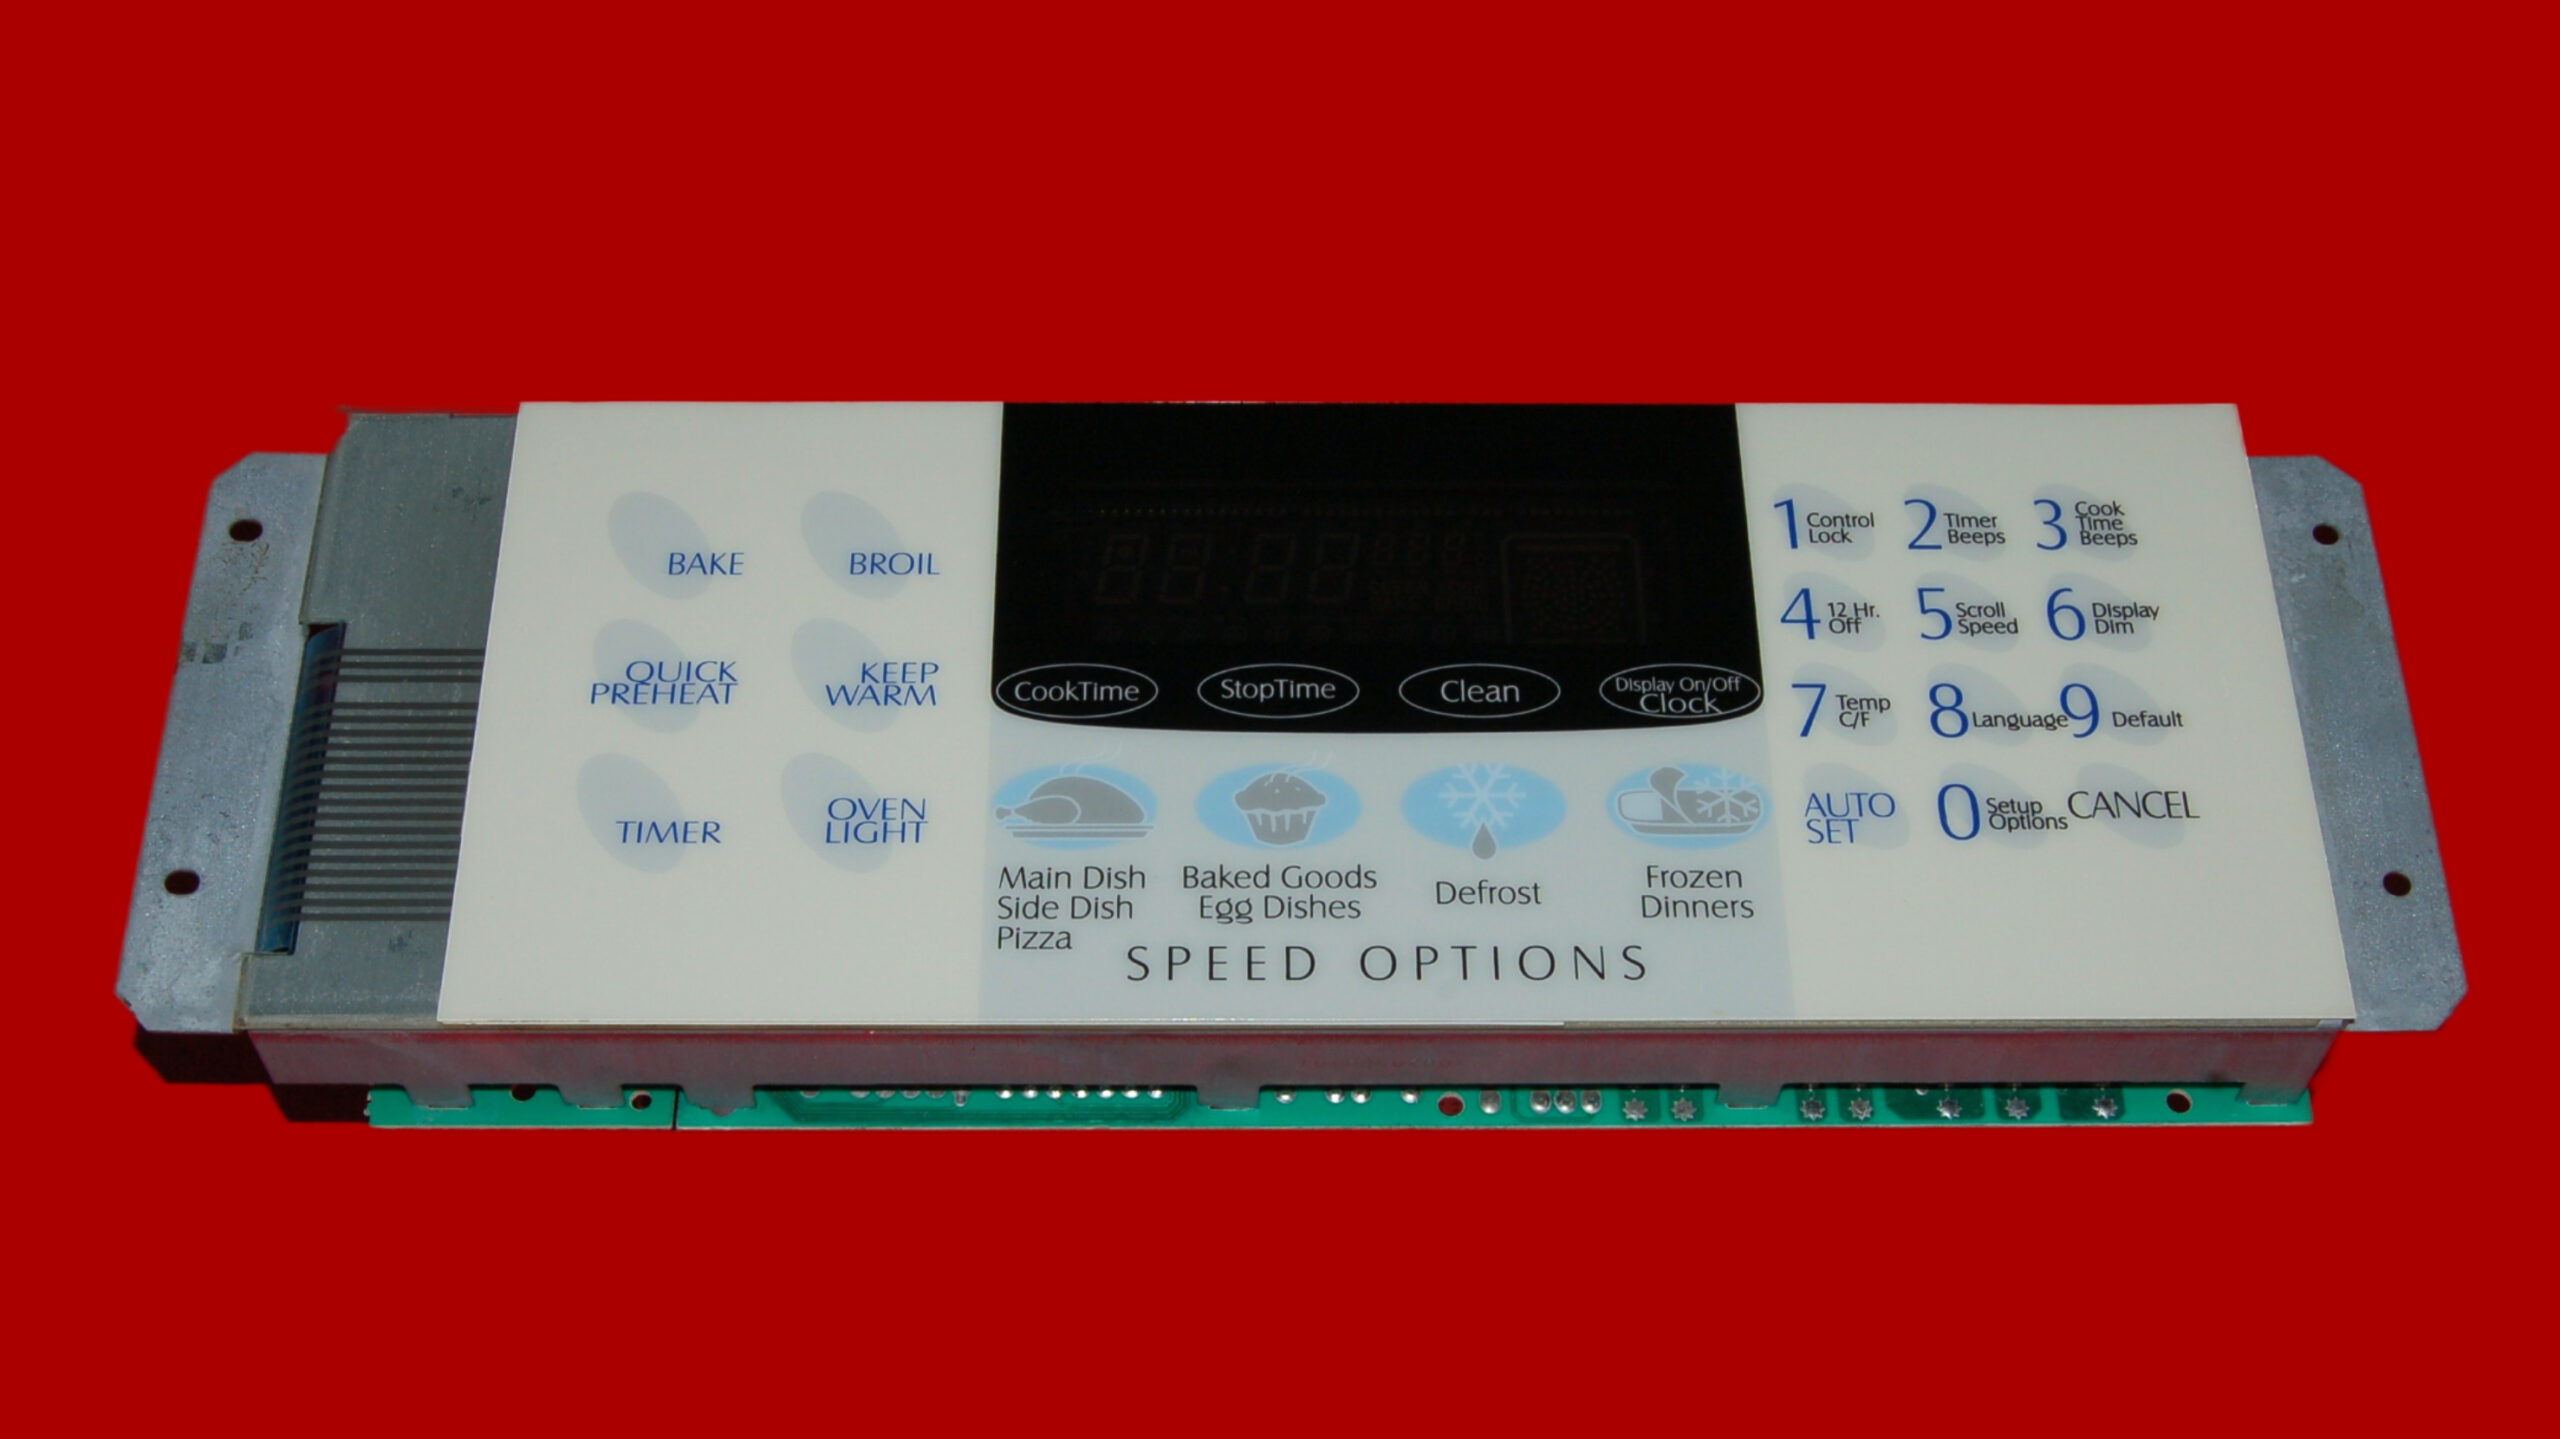 BAKE
BROIL
QUICK
PREHEAT
KEEP
WARM
TIMER
OVEN
LIGHT
CookTime
StopTime
Clean
Display On/Off
Clock
Main Dish
Side Dish
Pizza
Baked Goods
Egg Dishes
Defrost
Frozen
Dinners
SPEED OPTIONS
1 Control
Lock
2 Timer
Beeps
3 Cook
Time
Beeps
4 12 Hr.
Off
5 Scroll
Speed
6 Display
Dim
7 Temp
C/F
8 Language
9 Default
AUTO
SET
0 Setup
Options
CANCEL